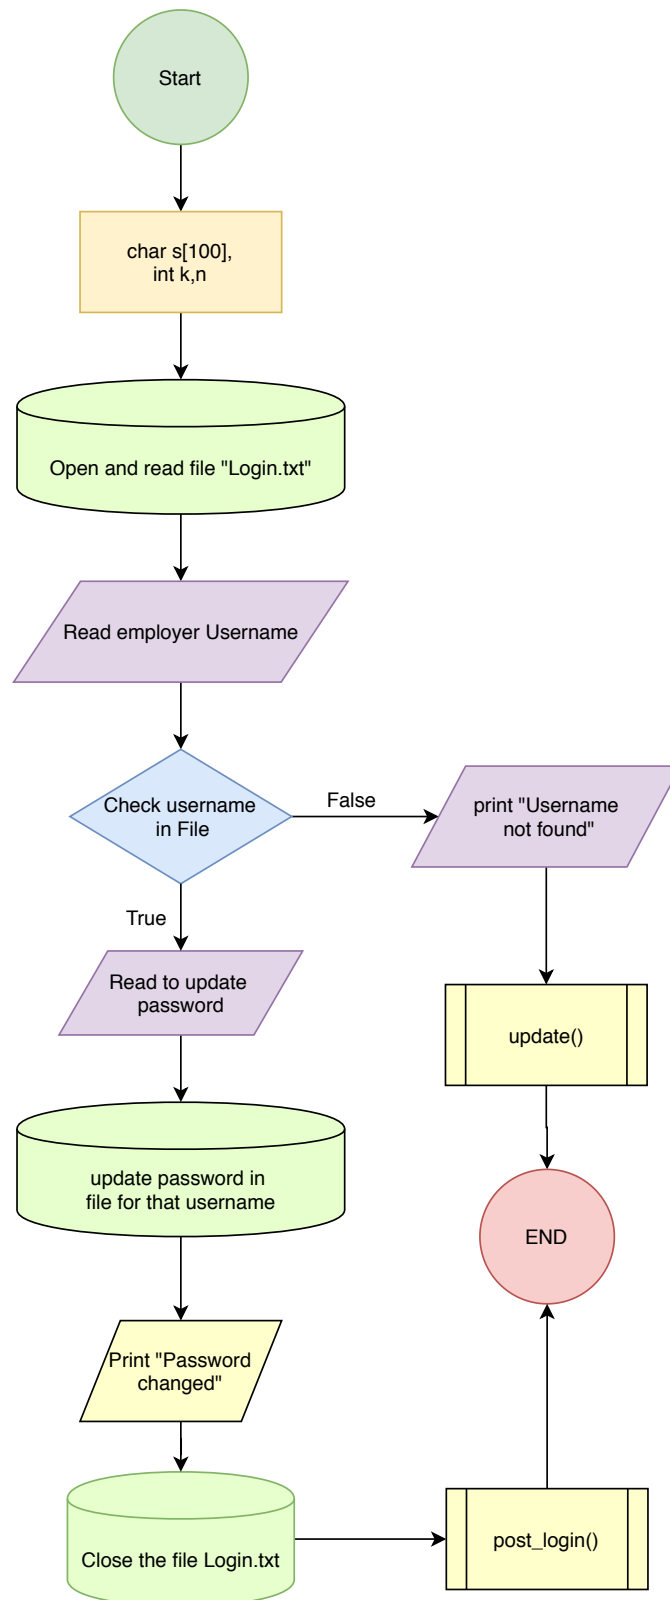 Start
char s[100],
int k,n
Open and read file "Login.txt"
Read employer Username
Check username
in File
False
print "Username
not found"
True
Read to update
password
update()
update password in
file for that username
END
Print "Password
changed"
Close the file Login.txt
post_login()